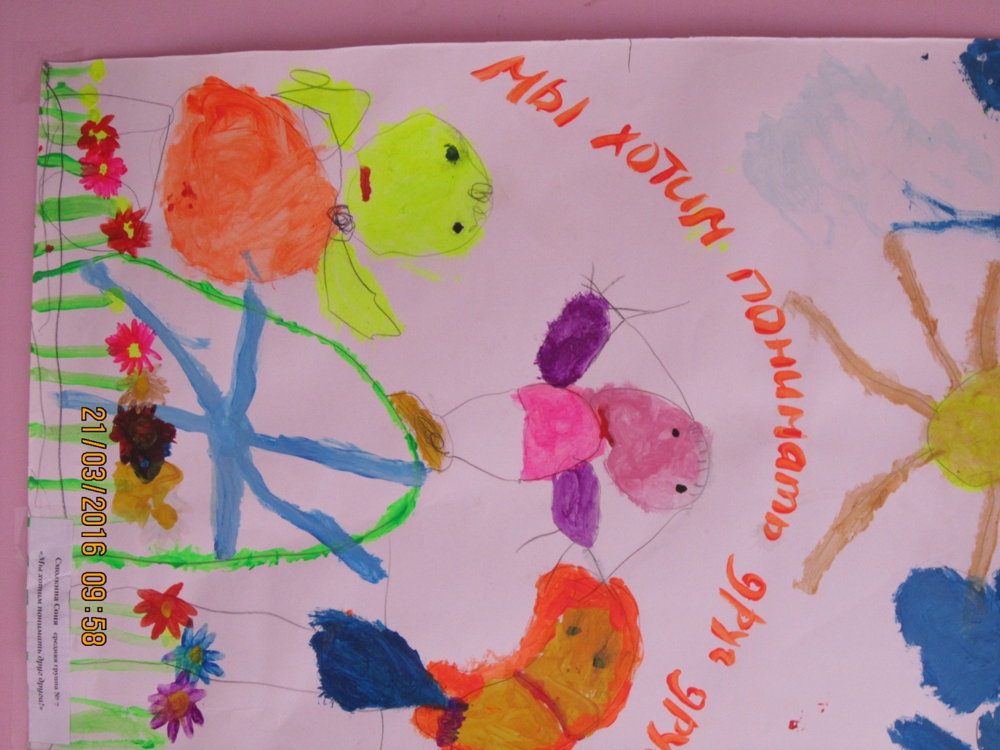 Мы хотим понимать друг дру
Смолкина Соня средняя группа № 7
«Мы хотим понимать друг друга!»
21/03/2016 09:58